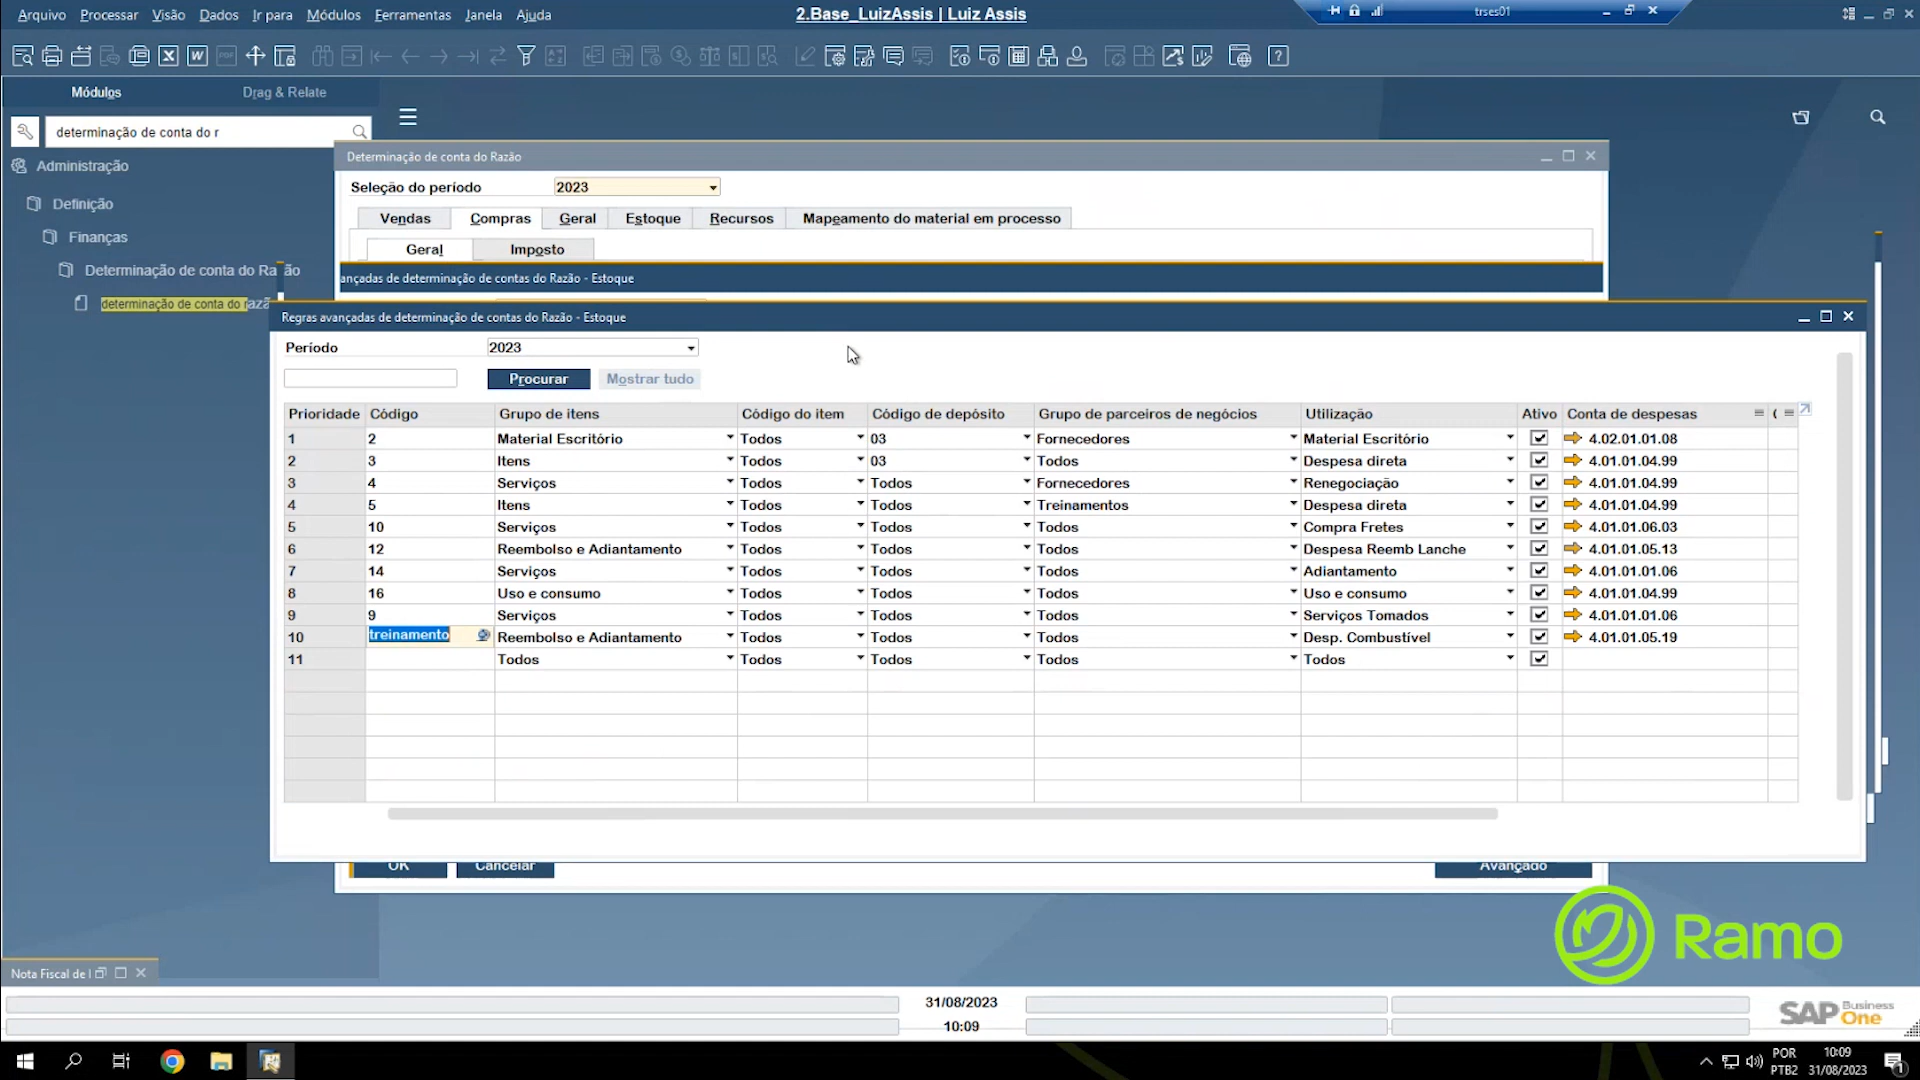 Arquivo Processar Visão Dados Ir para Módulos Ferramentas Janela Ajuda
2.Base_LuizAssis | Luiz Assis
trses01
Módulos Drag & Relate
determinação de conta do r
Administração
Definição
Finanças
Determinação de conta do Razão
determinação de conta do razã
Determinação de conta do Razão
Seleção do período 2023
Vendas Compras Geral Estoque Recursos Mapeamento do material em processo
Geral Imposto
ançadas de determinação de contas do Razão - Estoque
Regras avançadas de determinação de contas do Razão - Estoque
Período 2023
Procurar Mostrar tudo
Prioridade Código Grupo de itens Código do item Código de depósito Grupo de parceiros de negócios Utilização Ativo Conta de despesas
1 2 Material Escritório Todos 03 Fornecedores Material Escritório 4.02.01.01.08
2 3 Itens Todos 03 Todos Despesa direta 4.01.01.04.99
3 4 Serviços Todos Todos Fornecedores Renegociação 4.01.01.04.99
4 5 Itens Todos Todos Treinamentos Despesa direta 4.01.01.04.99
5 10 Serviços Todos Todos Todos Compra Fretes 4.01.01.06.03
6 12 Reembolso e Adiantamento Todos Todos Todos Despesa Reemb Lanche 4.01.01.05.13
7 14 Serviços Todos Todos Todos Adiantamento 4.01.01.01.06
8 16 Uso e consumo Todos Todos Todos Uso e consumo 4.01.01.04.99
9 9 Serviços Todos Todos Todos Serviços Tomados 4.01.01.01.06
10 treinamento Reembolso e Adiantamento Todos Todos Todos Desp. Combustível 4.01.01.05.19
11 Todos Todos Todos Todos Todos
OK Cancelar Avançado
Ramo
Nota Fiscal de
31/08/2023
10:09
SAP Business One
POR
PTB2
10:09
31/08/2023